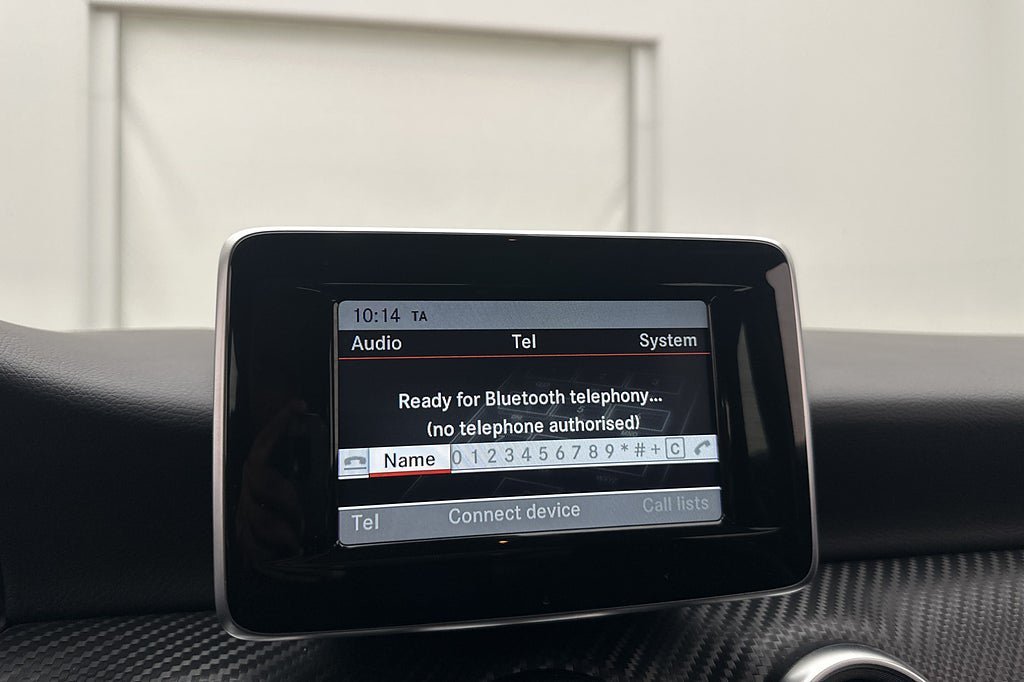 10:14 TA
Audio Tel System
Ready for Bluetooth telephony...
(no telephone authorised)
Name 0 1 2 3 4 5 6 7 8 9 * # + C
Tel Connect device Call lists